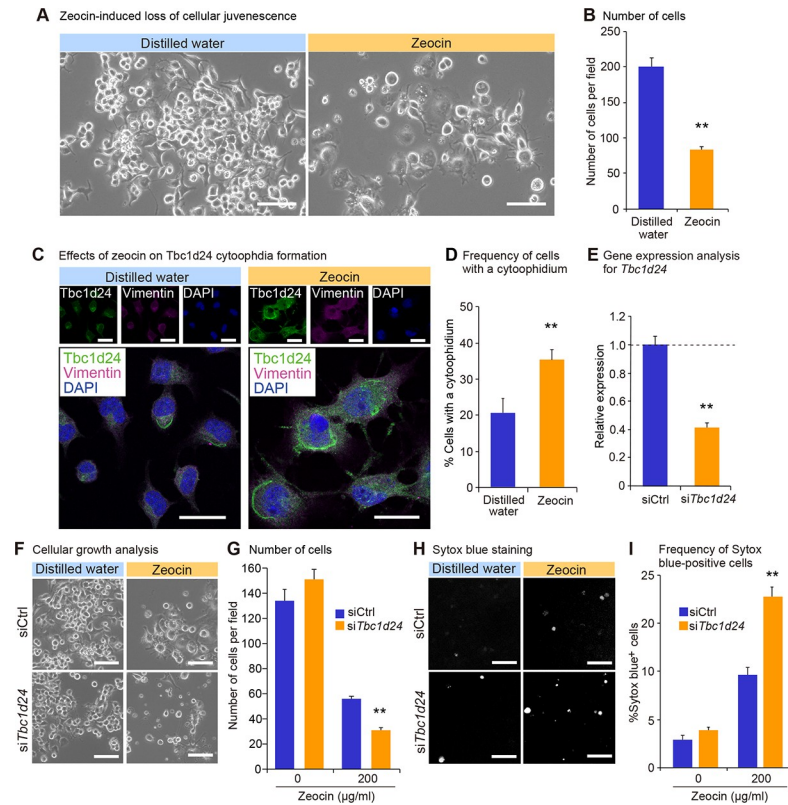 A Zeocin-induced loss of cellular juvenescence
Distilled water
Zeocin
B Number of cells
Number of cells per field
250
200
150
100
50
0
**
Distilled
water
Zeocin
C Effects of zeocin on Tbc1d24 cytoophdia formation
Distilled water
Zeocin
Tbc1d24 Vimentin DAPI
Tbc1d24 Vimentin DAPI
Tbc1d24
Vimentin
DAPI
Tbc1d24
Vimentin
DAPI
D Frequency of cells
with a cytoophidium
% Cells with a cytoophidium
50
40
30
20
10
0
**
Distilled
water
Zeocin
E Gene expression analysis
for Tbc1d24
Relative expression
1.2
1.0
0.8
0.6
0.4
0.2
0
**
siCtrl
siTbc1d24
F Cellular growth analysis
Distilled water
Zeocin
siCtrl
siTbc1d24
G Number of cells
Number of cells per field
160
140
120
100
80
60
40
20
0
siCtrl
siTbc1d24
**
0
200
Zeocin (µg/ml)
H Sytox blue staining
Distilled water
Zeocin
siCtrl
siTbc1d24
I Frequency of Sytox
blue-positive cells
%Sytox blue+ cells
25
20
10
5
0
siCtrl
siTbc1d24
**
0
200
Zeocin (µg/ml)